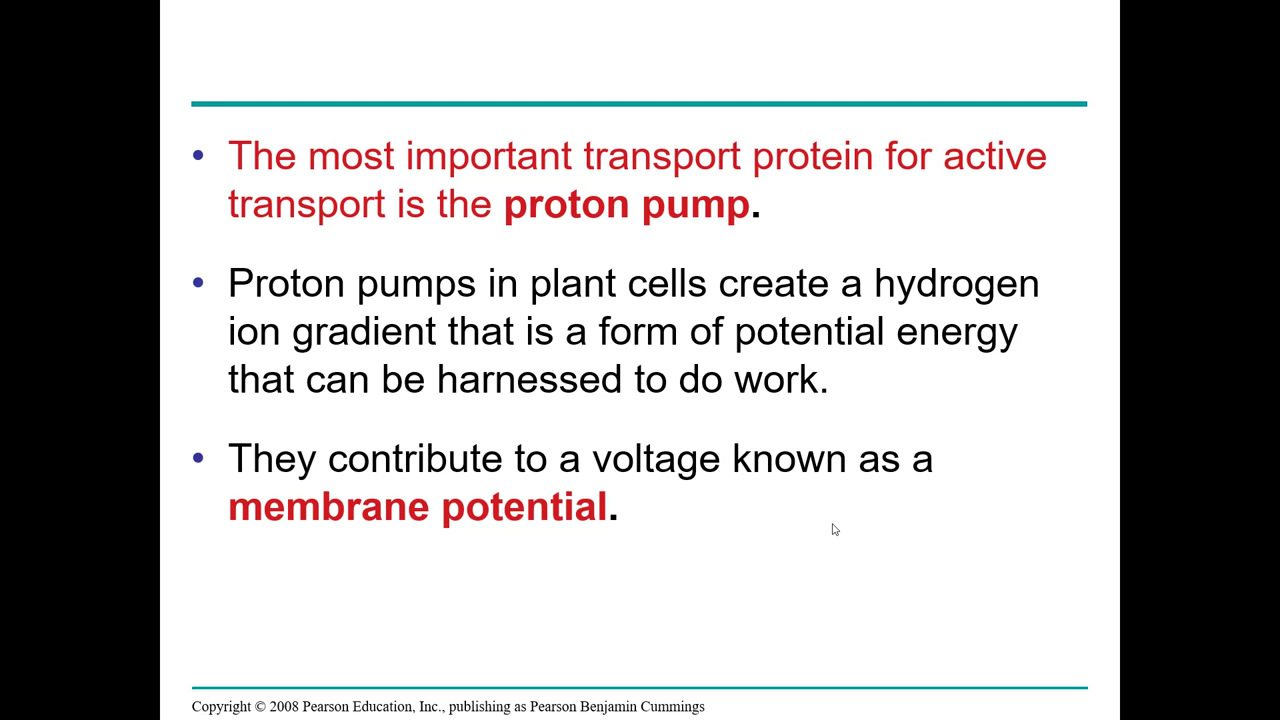 • The most important transport protein for active
transport is the proton pump.
• Proton pumps in plant cells create a hydrogen
ion gradient that is a form of potential energy
that can be harnessed to do work.
• They contribute to a voltage known as a
membrane potential.
Copyright © 2008 Pearson Education, Inc., publishing as Pearson Benjamin Cummings